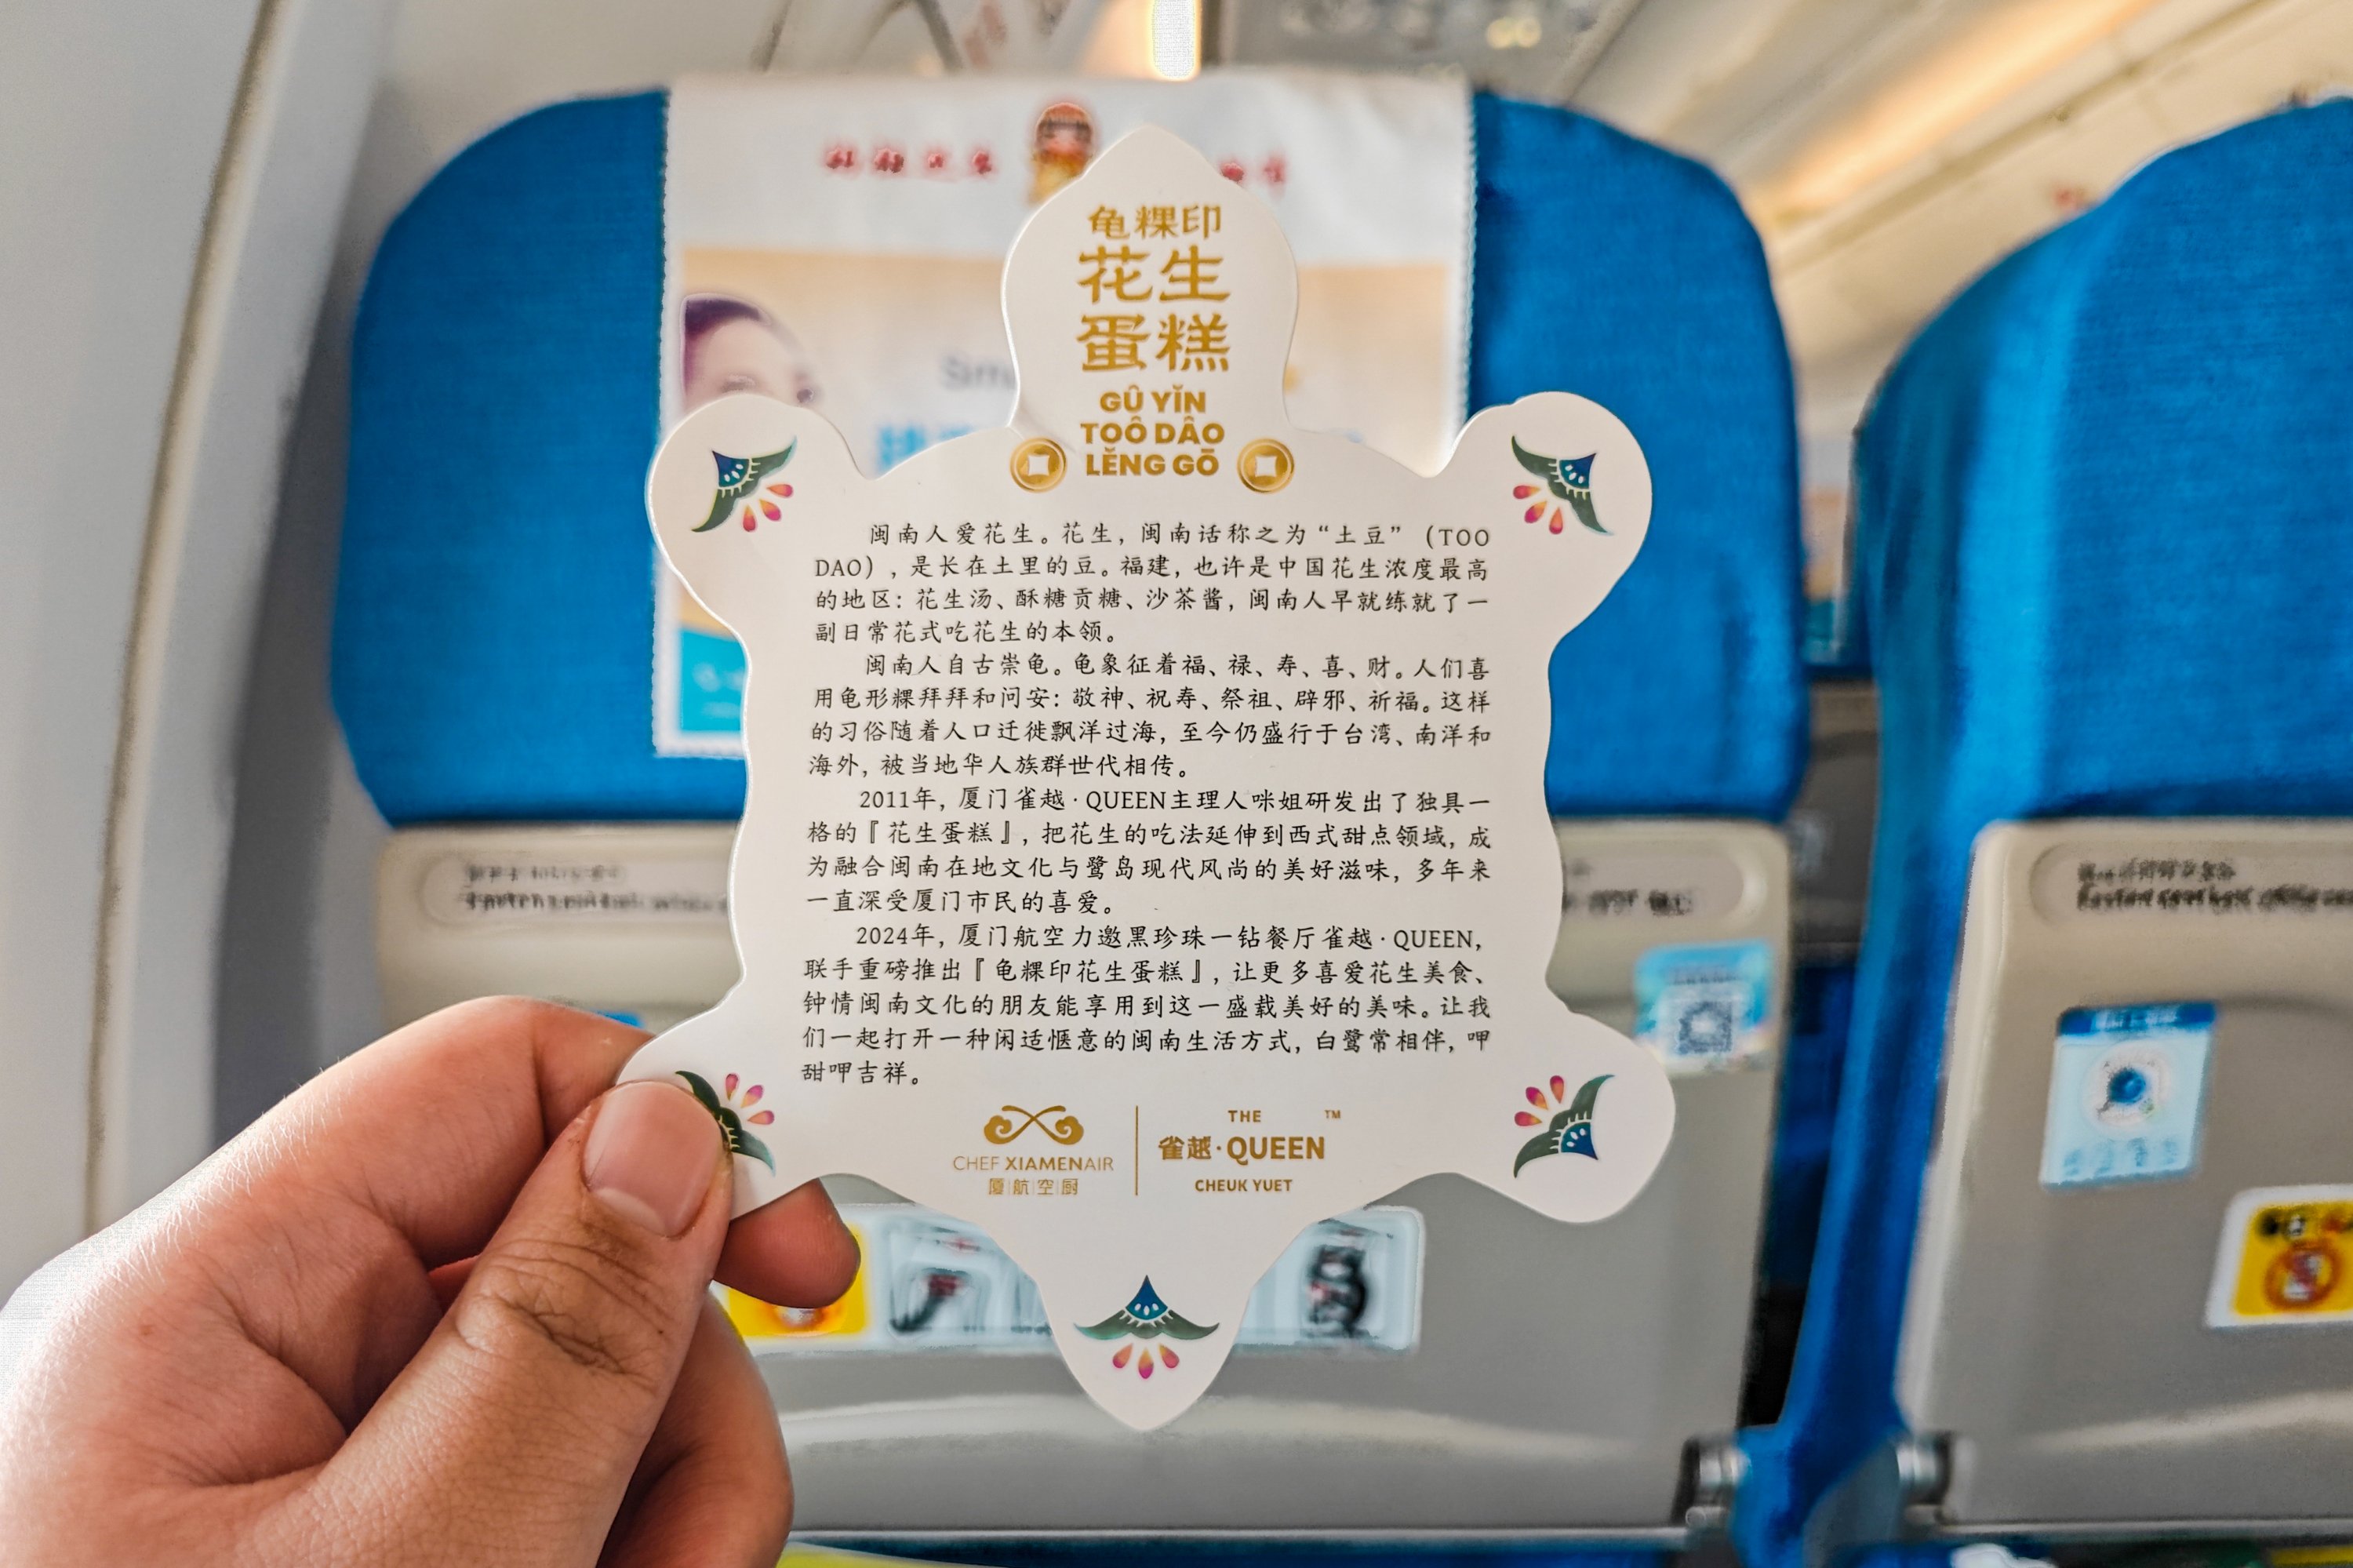 龟粿印
花生
蛋糕
GÛ YǏN
TOÔ DÂO
LĚNG GŌ
闽南人爱花生。花生，闽南话称之为“土豆”（TOO
DAO），是长在土里的豆。福建，也许是中国花生浓度最高
的地区：花生汤、酥糖贡糖、沙茶酱，闽南人早就练就了一
副日常花式吃花生的本领。
闽南人自古崇龟。龟象征着福、禄、寿、喜、财。人们喜
用龟形粿拜拜和问安：敬神、祝寿、祭祖、辟邪、祈福。这样
的习俗随着人口迁徙飘洋过海，至今仍盛行于台湾、南洋和
海外，被当地华人族群世代相传。
2011年，厦门雀越·QUEEN主理人咪姐研发出了独具一
格的『花生蛋糕』，把花生的吃法延伸到西式甜点领域，成
为融合闽南在地文化与鹭岛现代风尚的美好滋味，多年来
一直深受厦门市民的喜爱。
2024年，厦门航空力邀黑珍珠一钻餐厅雀越·QUEEN，
联手重磅推出『龟粿印花生蛋糕』，让更多喜爱花生美食、
钟情闽南文化的朋友能享用到这一盛载美好的美味。让我
们一起打开一种闲适惬意的闽南生活方式，白鹭常相伴，呷
甜呷吉祥。
CHEF XIAMENAIR
厦|航|空|厨
THE ™
雀越·QUEEN
CHEUK YUET